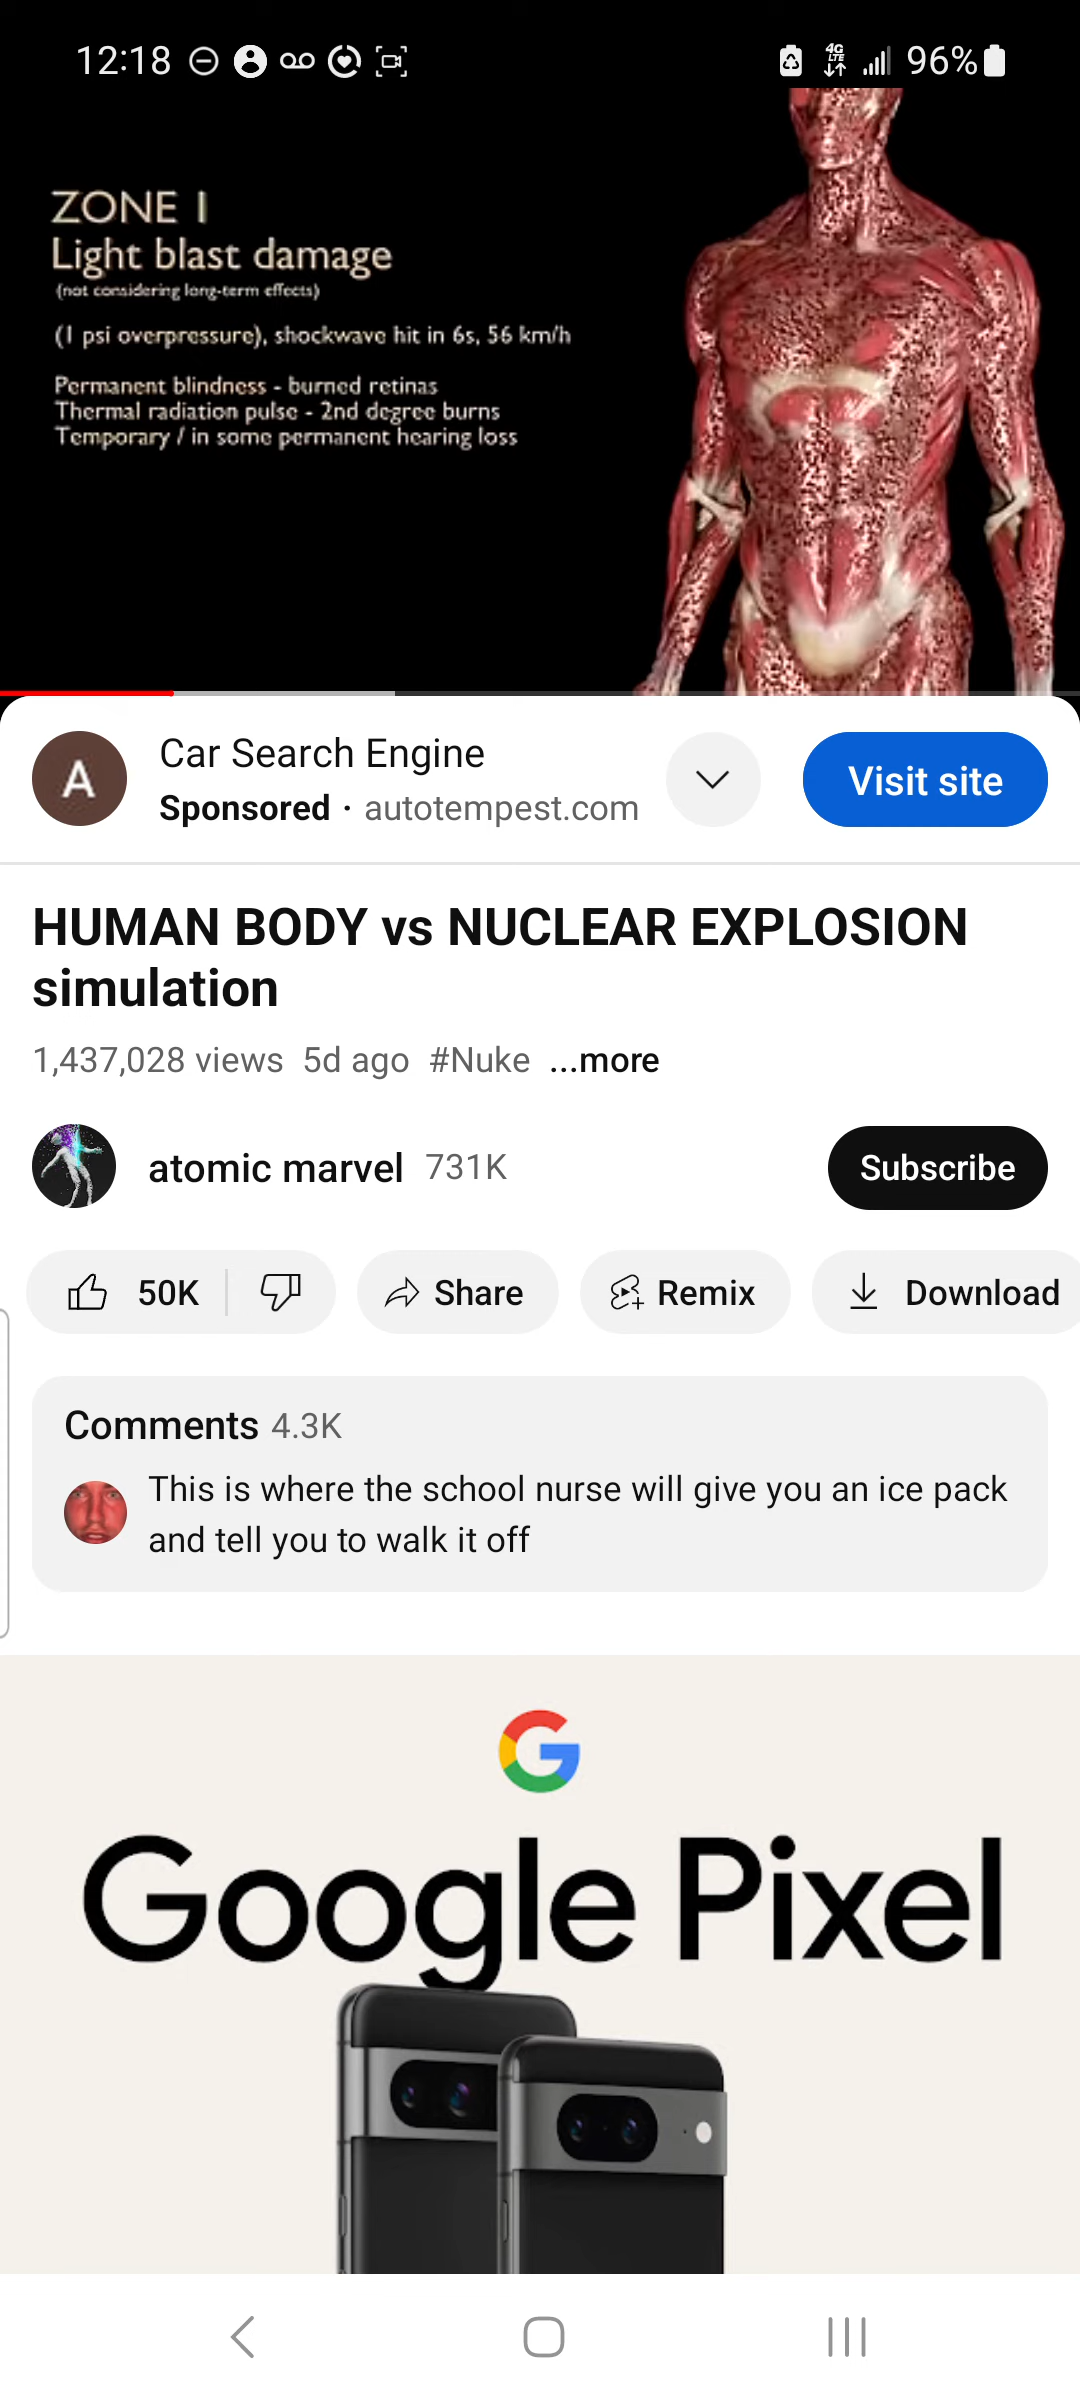 12:18
4G
LTE
96%
ZONE 1
Light blast damage
(not considering long-term effects)
(1 psi overpressure), shockwave hit in 6s, 56 km/h
Permanent blindness - burned retinas
Thermal radiation pulse - 2nd degree burns
Temporary / in some permanent hearing loss
A
Car Search Engine
Sponsored · autotempest.com
Visit site
HUMAN BODY vs NUCLEAR EXPLOSION
simulation
1,437,028 views 5d ago #Nuke ...more
atomic marvel 731K
Subscribe
50K
Share
Remix
Download
Comments 4.3K
This is where the school nurse will give you an ice pack
and tell you to walk it off
G
Google Pixel